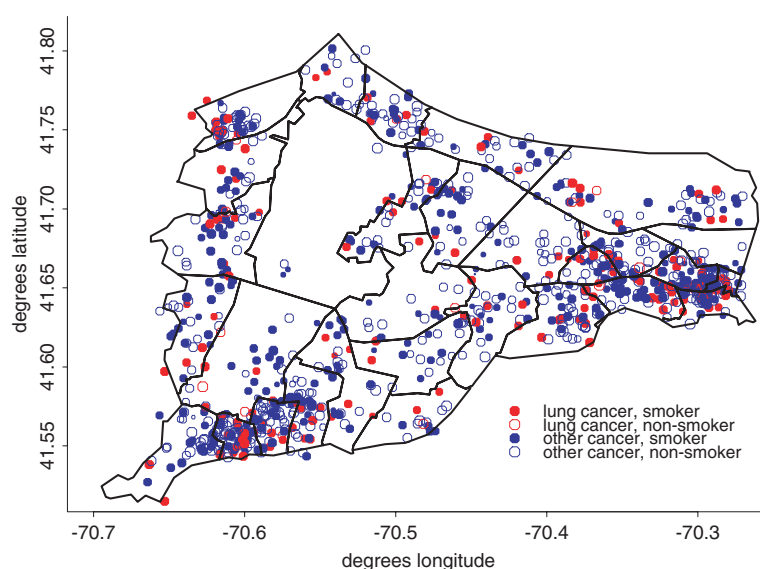 41.80
41.75
41.70
41.65
41.60
41.55
degrees latitude
lung cancer, smoker
lung cancer, non-smoker
other cancer, smoker
other cancer, non-smoker
-70.7 -70.6 -70.5 -70.4 -70.3
degrees longitude